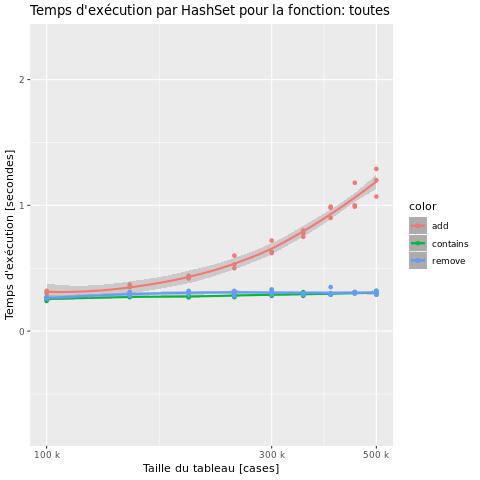 Temps d'exécution par HashSet pour la fonction: toutes
Temps d'exécution [secondes]
2
1
0
100 k
300 k
500 k
Taille du tableau [cases]
color
add
contains
remove